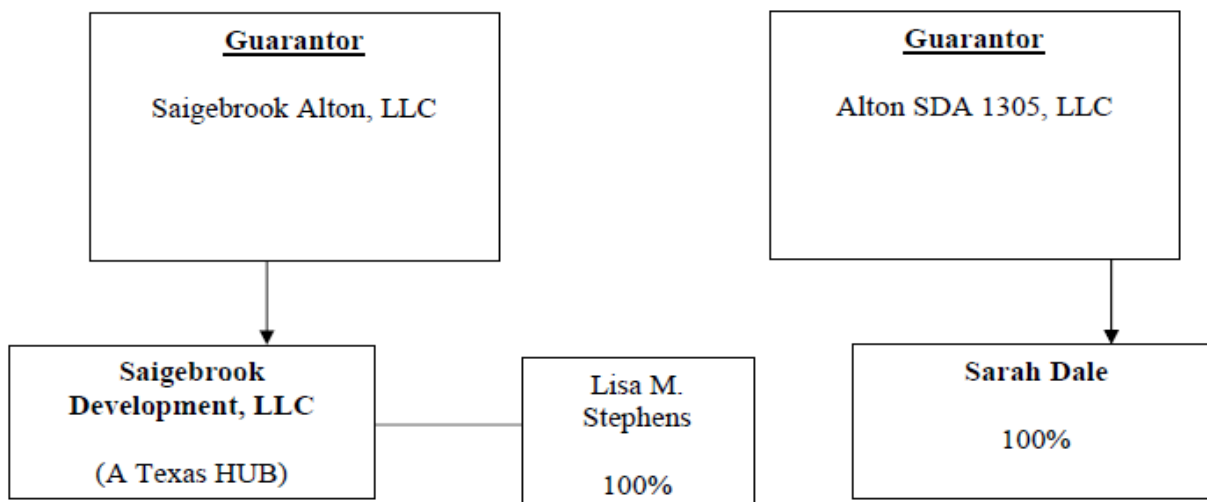 Guarantor
Saigebrook Alton, LLC
Guarantor
Alton SDA 1305, LLC
Saigebrook
Development, LLC
(A Texas HUB)
Lisa M.
Stephens
100%
Sarah Dale
100%